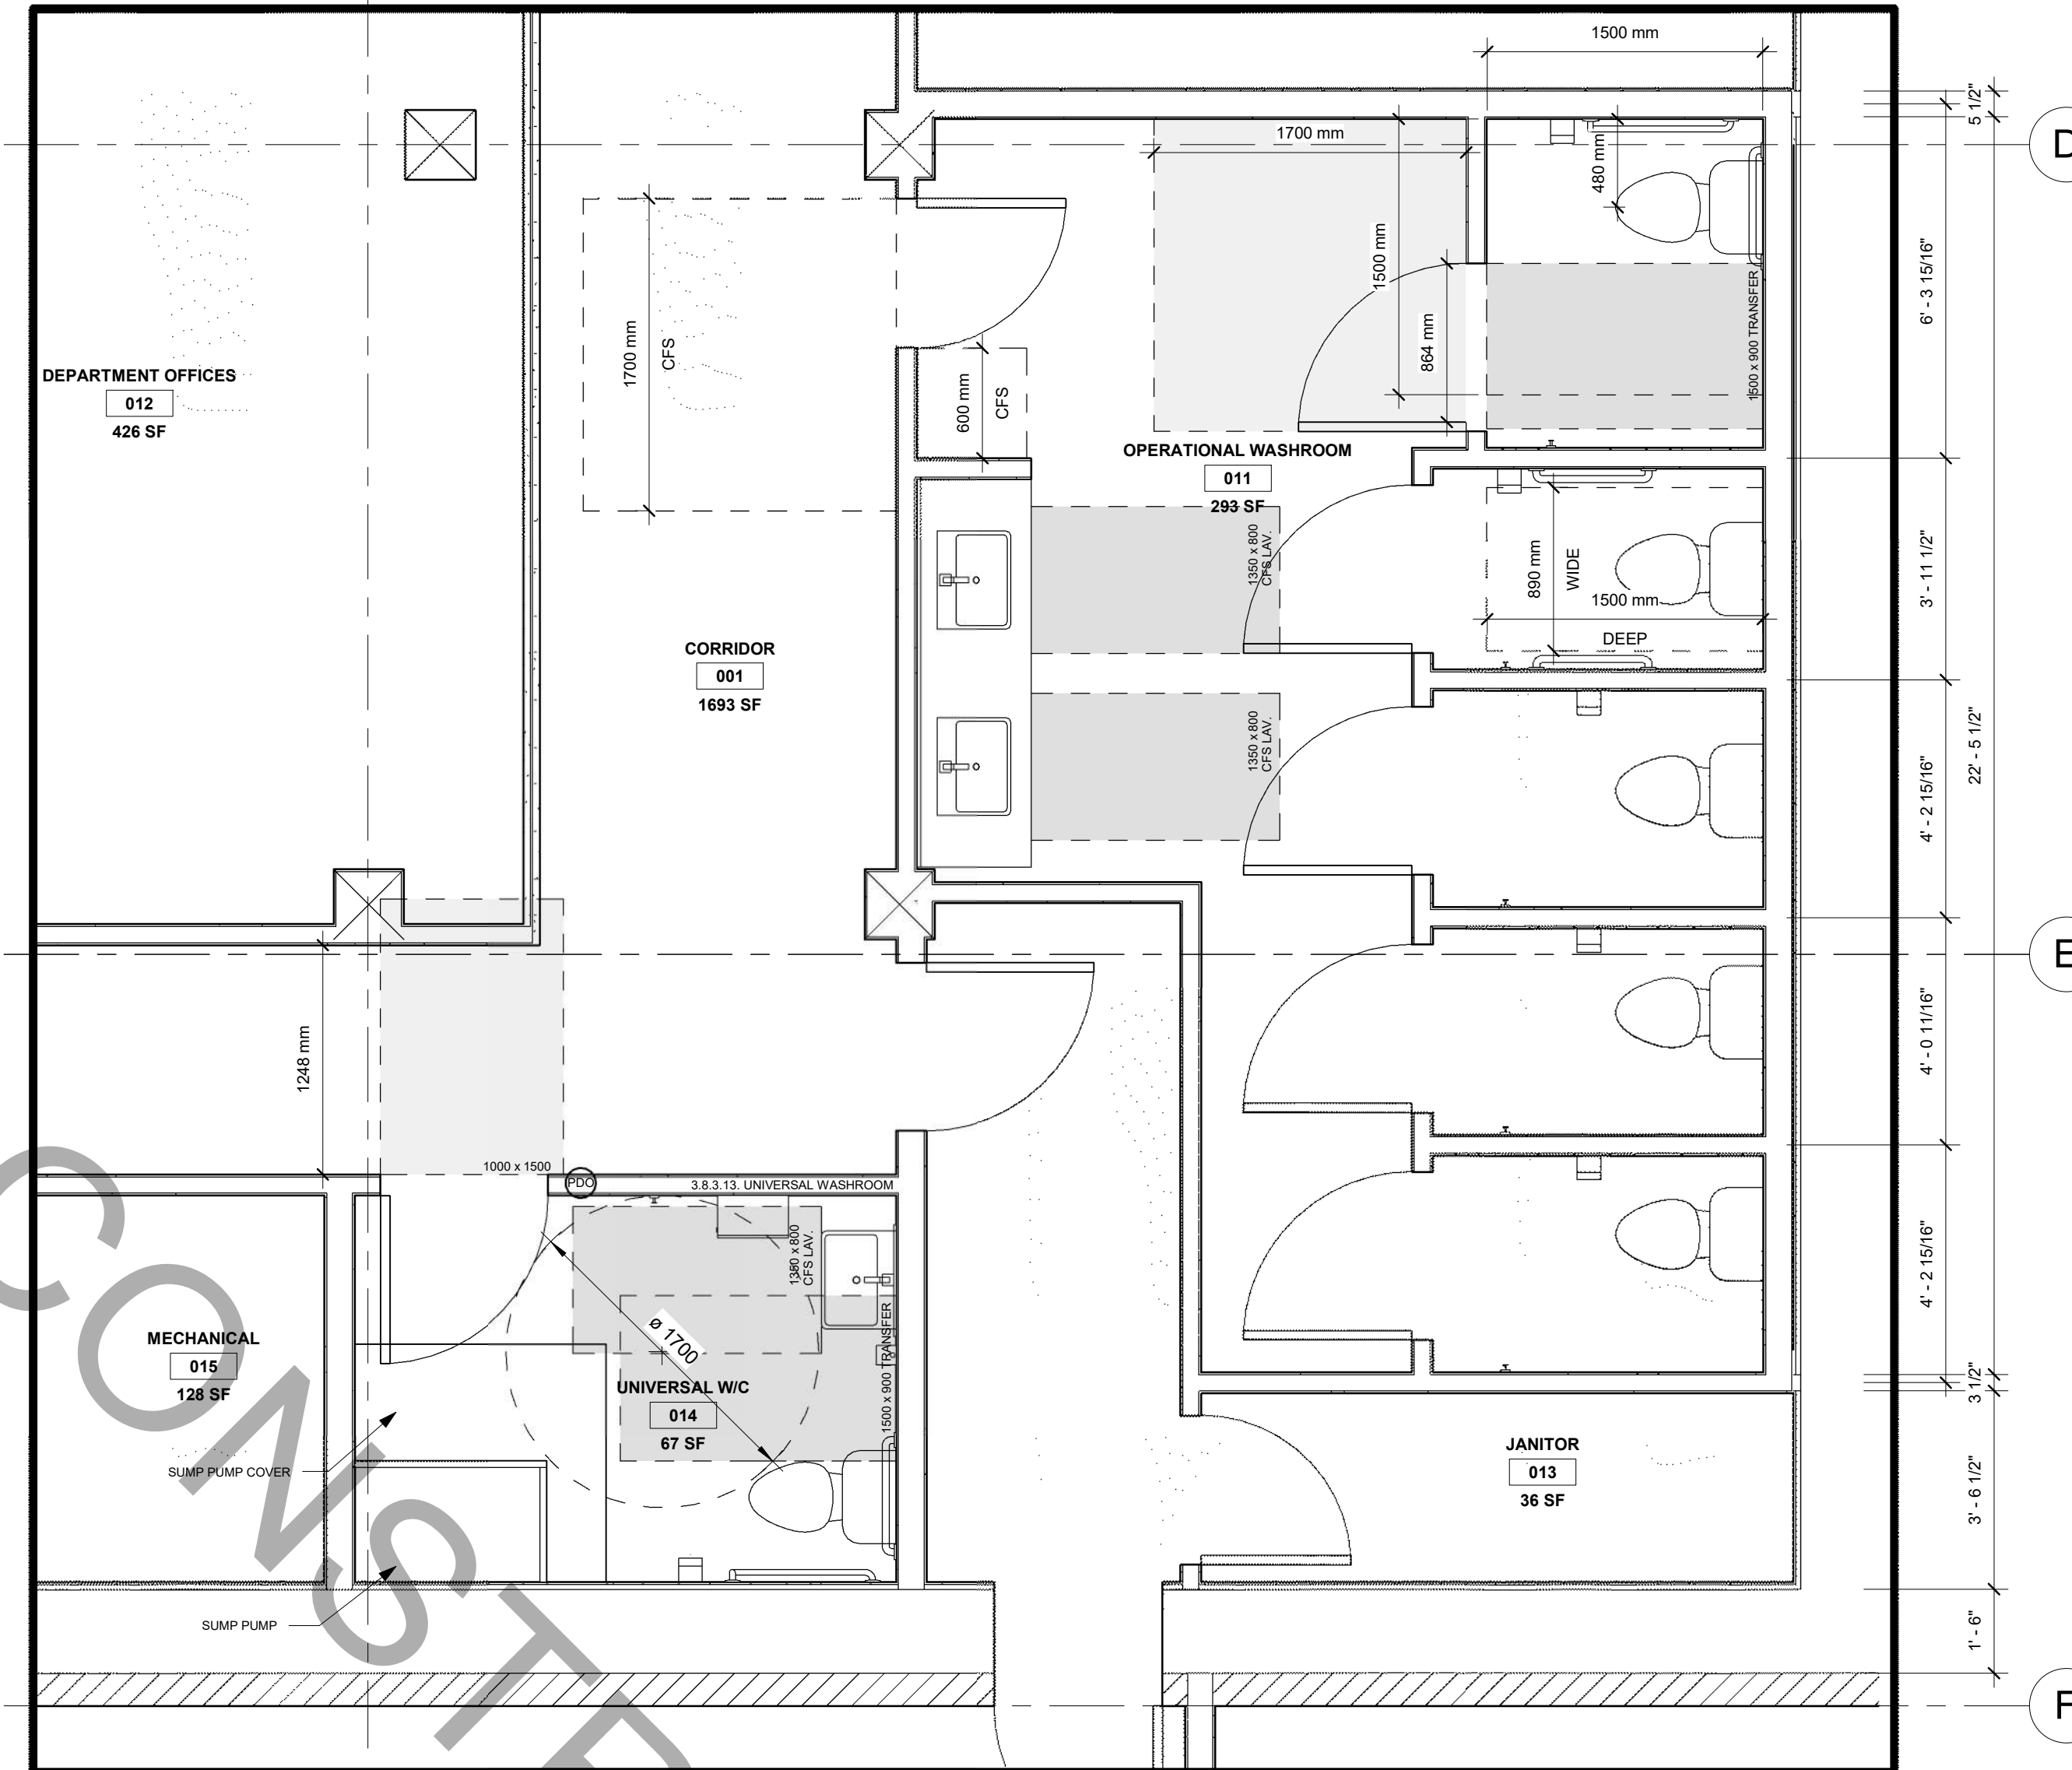 1500 mm
5 1/2"
D
1700 mm
480 mm
1500 mm
864 mm
1500 x 900 TRANSFER
6' - 3 15/16"
DEPARTMENT OFFICES
012
426 SF
1700 mm
CFS
600 mm
CFS
OPERATIONAL WASHROOM
011
293 SF
1350 x 800
CFS LAV.
890 mm
WIDE
1500 mm
DEEP
3' - 11 1/2"
CORRIDOR
001
1693 SF
1350 x 800
CFS LAV.
4' - 2 15/16"
22' - 5 1/2"
E
1248 mm
4' - 0 11/16"
1000 x 1500
PDO
3.8.3.13. UNIVERSAL WASHROOM
1350 x 800
CFS LAV.
ø 1700
1500 x 900 TRANSFER
4' - 2 15/16"
MECHANICAL
015
128 SF
UNIVERSAL W/C
014
67 SF
3 1/2"
JANITOR
013
36 SF
3' - 6 1/2"
SUMP PUMP COVER
SUMP PUMP
1' - 6"
F
CONST